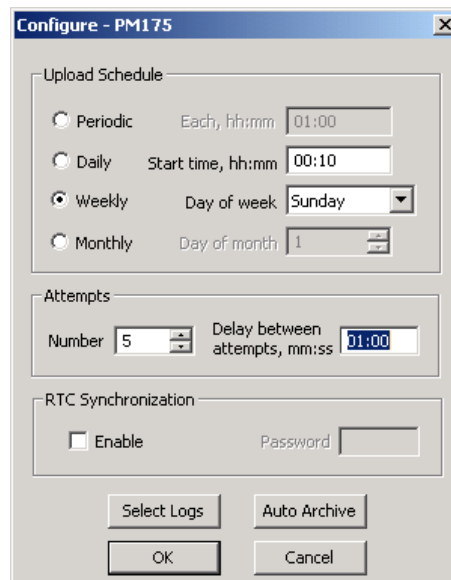 Configure - PM175
Upload Schedule
Periodic Each, hh:mm 01:00
Daily Start time, hh:mm 00:10
Weekly Day of week Sunday
Monthly Day of month 1
Attempts
Number 5 Delay between attempts, mm:ss 01:00
RTC Synchronization
Enable Password
Select Logs Auto Archive
OK Cancel